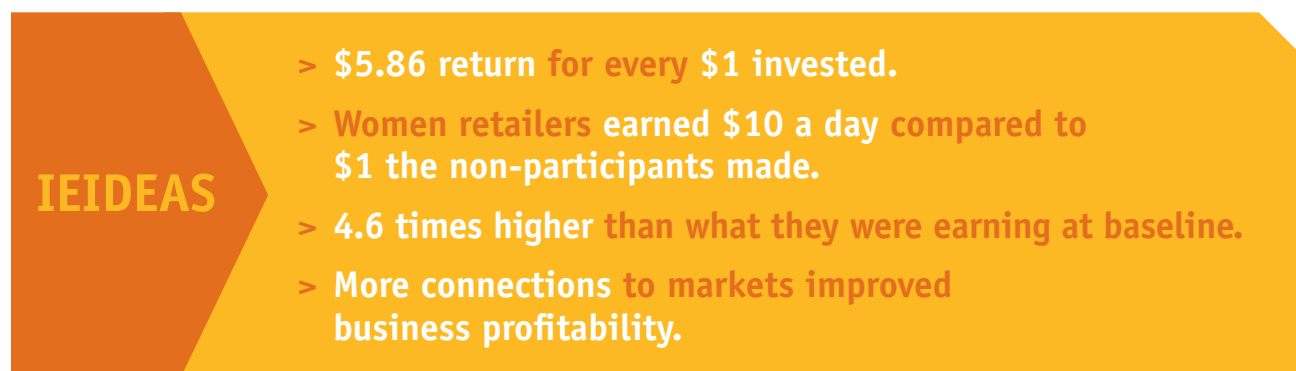 IEIDEAS
> $5.86 return for every $1 invested.
> Women retailers earned $10 a day compared to
$1 the non-participants made.
> 4.6 times higher than what they were earning at baseline.
> More connections to markets improved
business profitability.